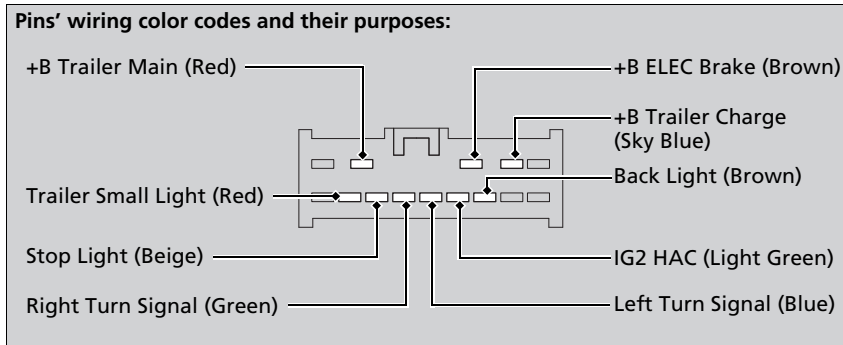 Pins’ wiring color codes and their purposes:
+B Trailer Main (Red)
+B ELEC Brake (Brown)
+B Trailer Charge
(Sky Blue)
Back Light (Brown)
Trailer Small Light (Red)
Stop Light (Beige)
IG2 HAC (Light Green)
Right Turn Signal (Green)
Left Turn Signal (Blue)